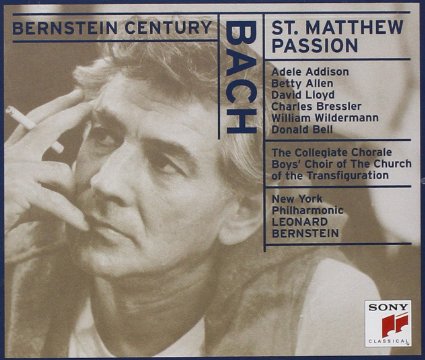 BERNSTEIN CENTURY
BACH
ST. MATTHEW
PASSION
Adele Addison
Betty Allen
David Lloyd
Charles Bressler
William Wildermann
Donald Bell
The Collegiate Chorale
Boys' Choir of The Church
of the Transfiguration
New York
Philharmonic
LEONARD
BERNSTEIN
SONY
CLASSICAL